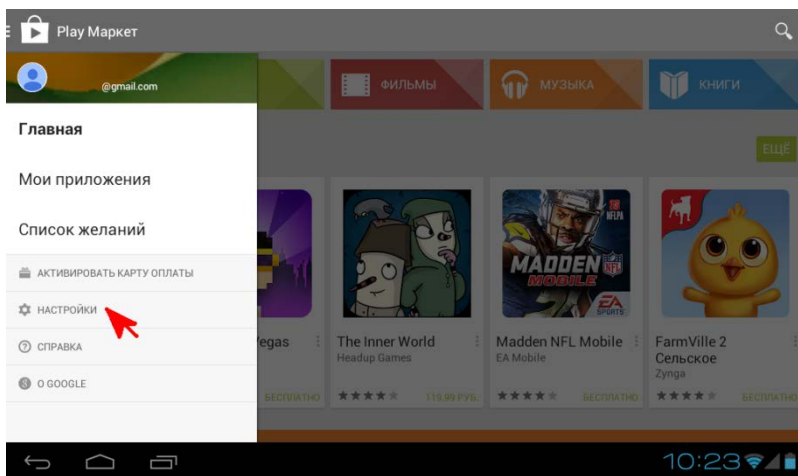 Play Маркет
@gmail.com
Главная
Мои приложения
Список желаний
АКТИВИРОВАТЬ КАРТУ ОПЛАТЫ
НАСТРОЙКИ
СПРАВКА
О GOOGLE
ФИЛЬМЫ
МУЗЫКА
КНИГИ
ЕЩЁ
egas
БЕСПЛАТНО
The Inner World
Headup Games
119,99 РУБ.
NFLPA
MADDEN NFL
MOBILE
EA
SPORTS
Madden NFL Mobile
EA Mobile
БЕСПЛАТНО
FarmVille 2
Сельское
Zynga
БЕСПЛАТНО
10:23